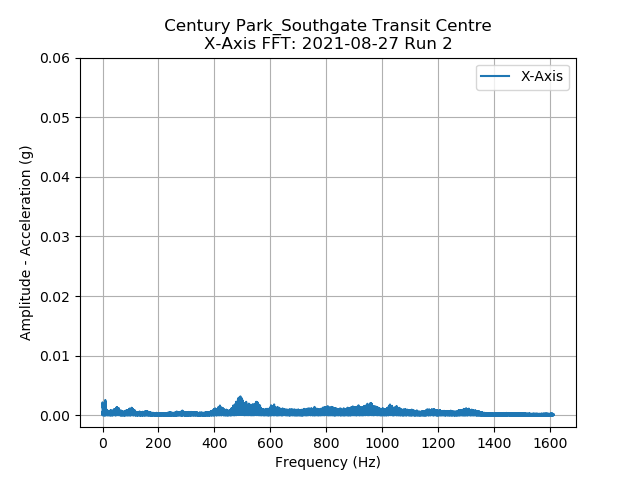 Century Park_Southgate Transit Centre
X-Axis FFT: 2021-08-27 Run 2
X-Axis
0.06
0.05
0.04
0.03
0.02
0.01
0.00
Amplitude - Acceleration (g)
0 200 400 600 800 1000 1200 1400 1600
Frequency (Hz)